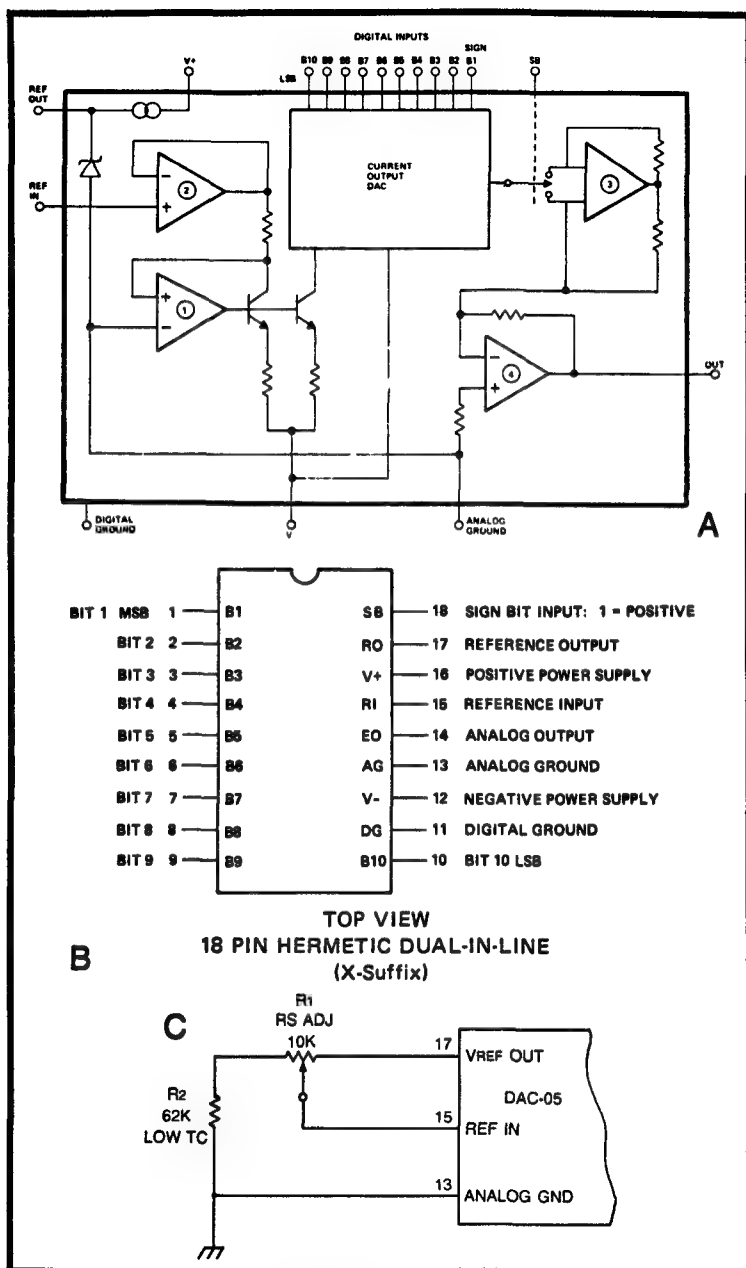 DIGITAL INPUTS
SIGN
V+
LSB B10 B9 B8 B7 B6 B5 B4 B3 B2 B1
SB
REF
OUT
CURRENT
OUTPUT
DAC
2
3
REF
IN
1
4
OUT
DIGITAL
GROUND
V
ANALOG
GROUND
A
BIT 1 MSB 1 B1 SB 18 SIGN BIT INPUT: 1 = POSITIVE
BIT 2 2 B2 RO 17 REFERENCE OUTPUT
BIT 3 3 B3 V+ 16 POSITIVE POWER SUPPLY
BIT 4 4 B4 RI 15 REFERENCE INPUT
BIT 5 5 B5 EO 14 ANALOG OUTPUT
BIT 6 6 B6 AG 13 ANALOG GROUND
BIT 7 7 B7 V- 12 NEGATIVE POWER SUPPLY
BIT 8 8 B8 DG 11 DIGITAL GROUND
BIT 9 9 B9 B10 10 BIT 10 LSB
TOP VIEW
18 PIN HERMETIC DUAL-IN-LINE
(X-Suffix)
B
C
R1
RS ADJ
10K
17 VREF OUT
R2
62K
LOW TC
DAC-05
15 REF IN
13 ANALOG GND